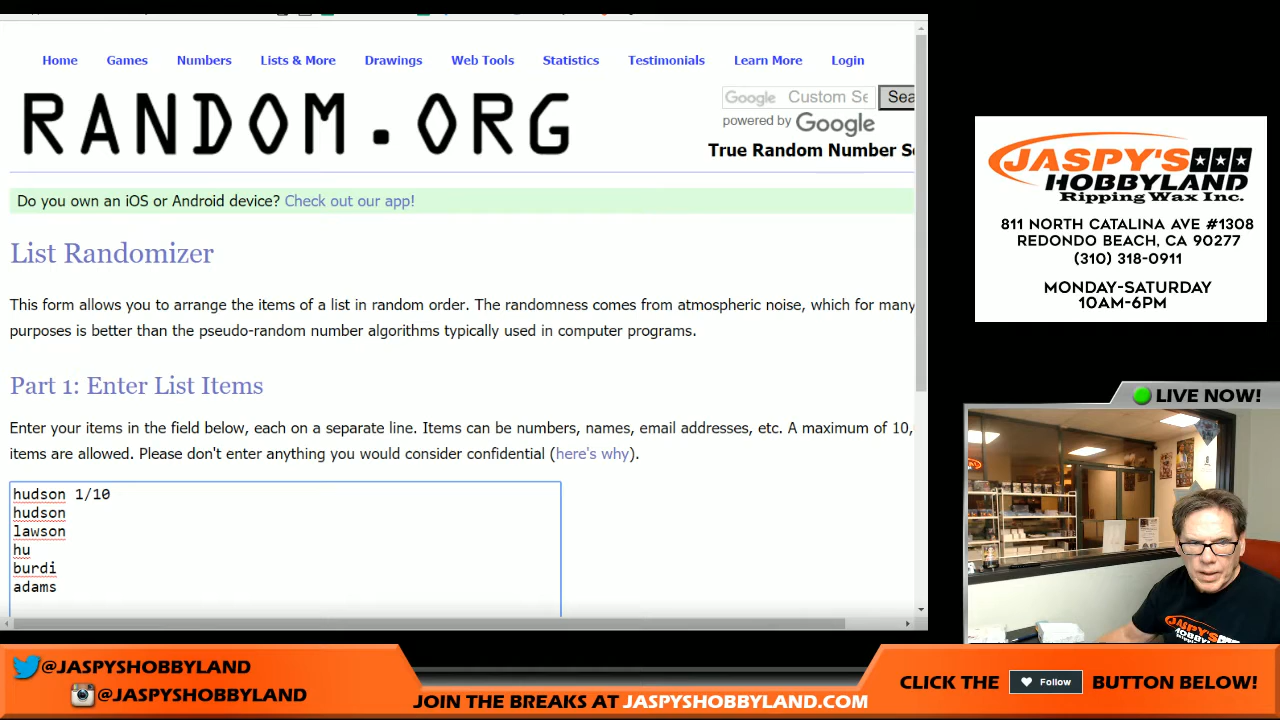 Home Games Numbers Lists & More Drawings Web Tools Statistics Testimonials Learn More Login
RANDOM.ORG
Google Custom Se Sea
powered by Google
True Random Number S
Do you own an iOS or Android device? Check out our app!
List Randomizer
This form allows you to arrange the items of a list in random order. The randomness comes from atmospheric noise, which for many
purposes is better than the pseudo-random number algorithms typically used in computer programs.
Part 1: Enter List Items
Enter your items in the field below, each on a separate line. Items can be numbers, names, email addresses, etc. A maximum of 10,
items are allowed. Please don't enter anything you would consider confidential (here's why).
hudson 1/10
hudson
lawson
hu
burdi
adams
JASPY'S
HOBBYLAND
Ripping Wax Inc.
811 NORTH CATALINA AVE #1308
REDONDO BEACH, CA 90277
(310) 318-0911
MONDAY-SATURDAY
10AM-6PM
LIVE NOW!
JASPY'S
@JASPYSHOBBYLAND
@JASPYSHOBBYLAND
JOIN THE BREAKS AT JASPYSHOBBYLAND.COM
CLICK THE Follow BUTTON BELOW!